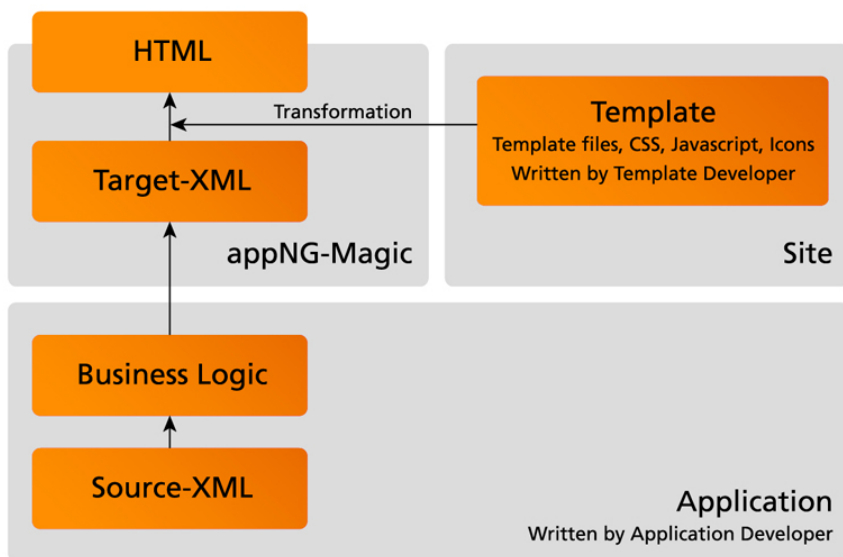 HTML
Transformation
Template
Template files, CSS, Javascript, Icons
Written by Template Developer
Target-XML
appNG-Magic
Site
Business Logic
Source-XML
Application
Written by Application Developer